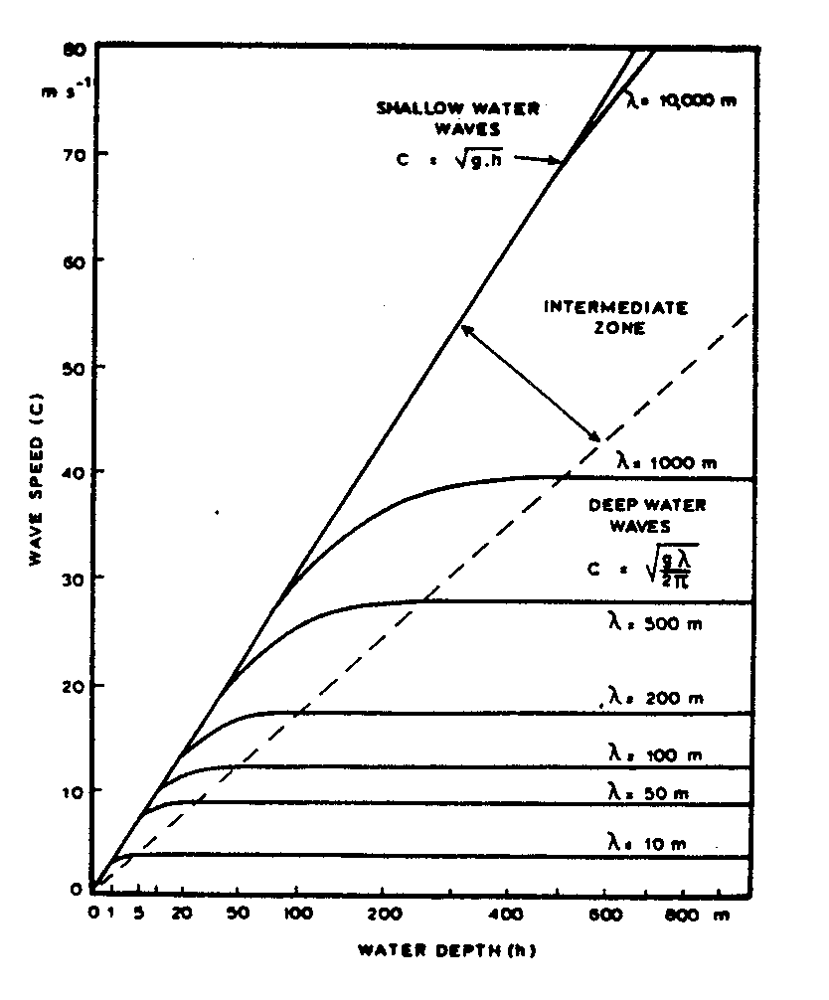 80
m s⁻¹
70
60
50
40
30
20
10
0
WAVE SPEED (C)
SHALLOW WATER
WAVES
C = √g.h
λ = 10,000 m
INTERMEDIATE
ZONE
λ = 1000 m
DEEP WATER
WAVES
C = √gλ/2π
λ = 500 m
λ = 200 m
λ = 100 m
λ = 50 m
λ = 10 m
0 1 5 20 50 100 200 400 600 800 m
WATER DEPTH (h)